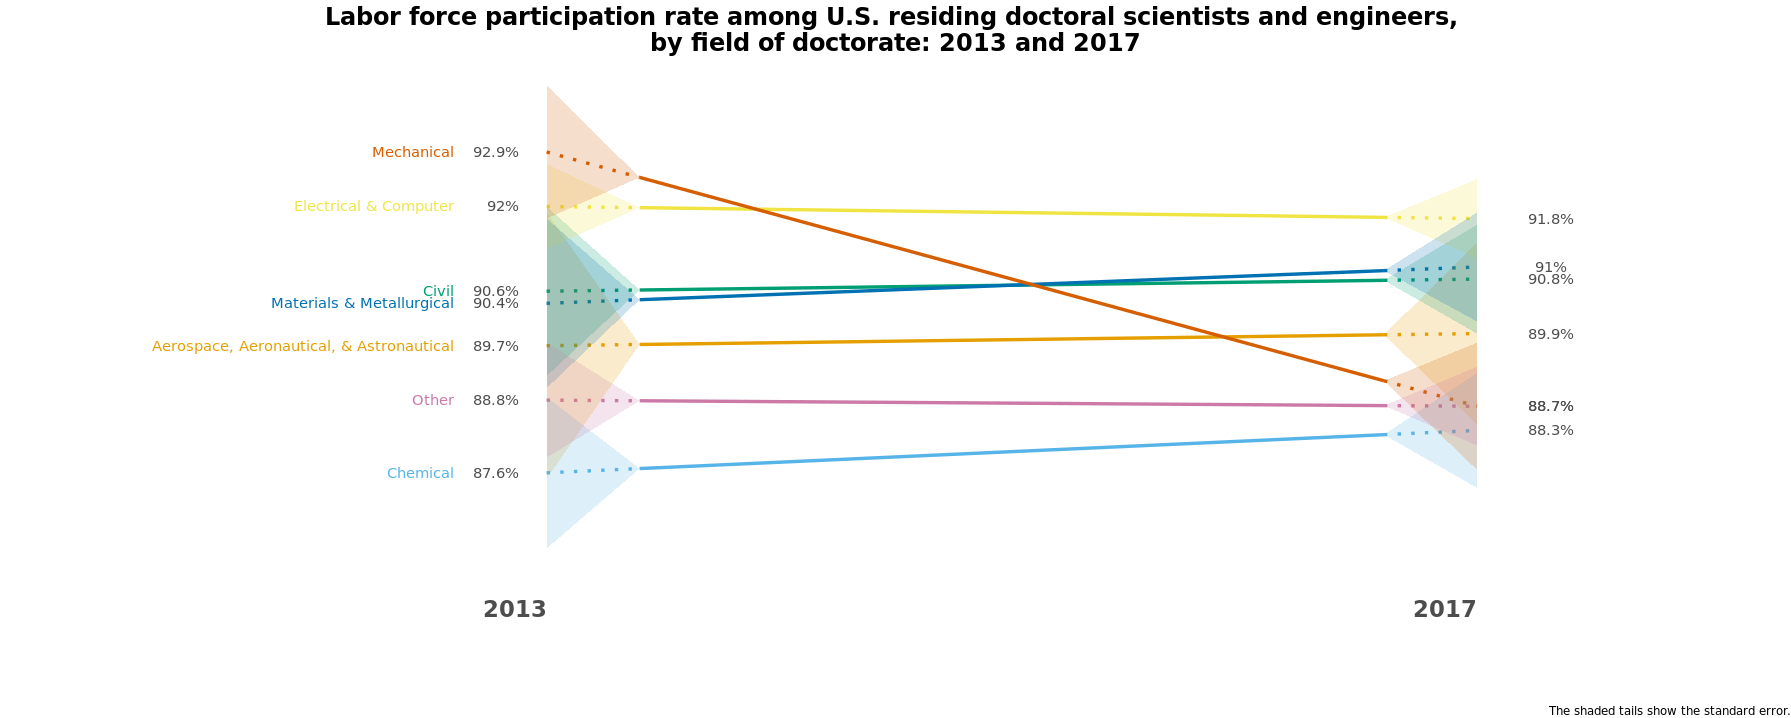 Labor force participation rate among U.S. residing doctoral scientists and engineers,
by field of doctorate: 2013 and 2017
Mechanical 92.9%
Electrical & Computer 92%
91.8%
91%
90.8%
Civil 90.6%
Materials & Metallurgical 90.4%
89.9%
Aerospace, Aeronautical, & Astronautical 89.7%
Other 88.8%
88.7%
88.3%
Chemical 87.6%
2013 2017
The shaded tails show the standard error.